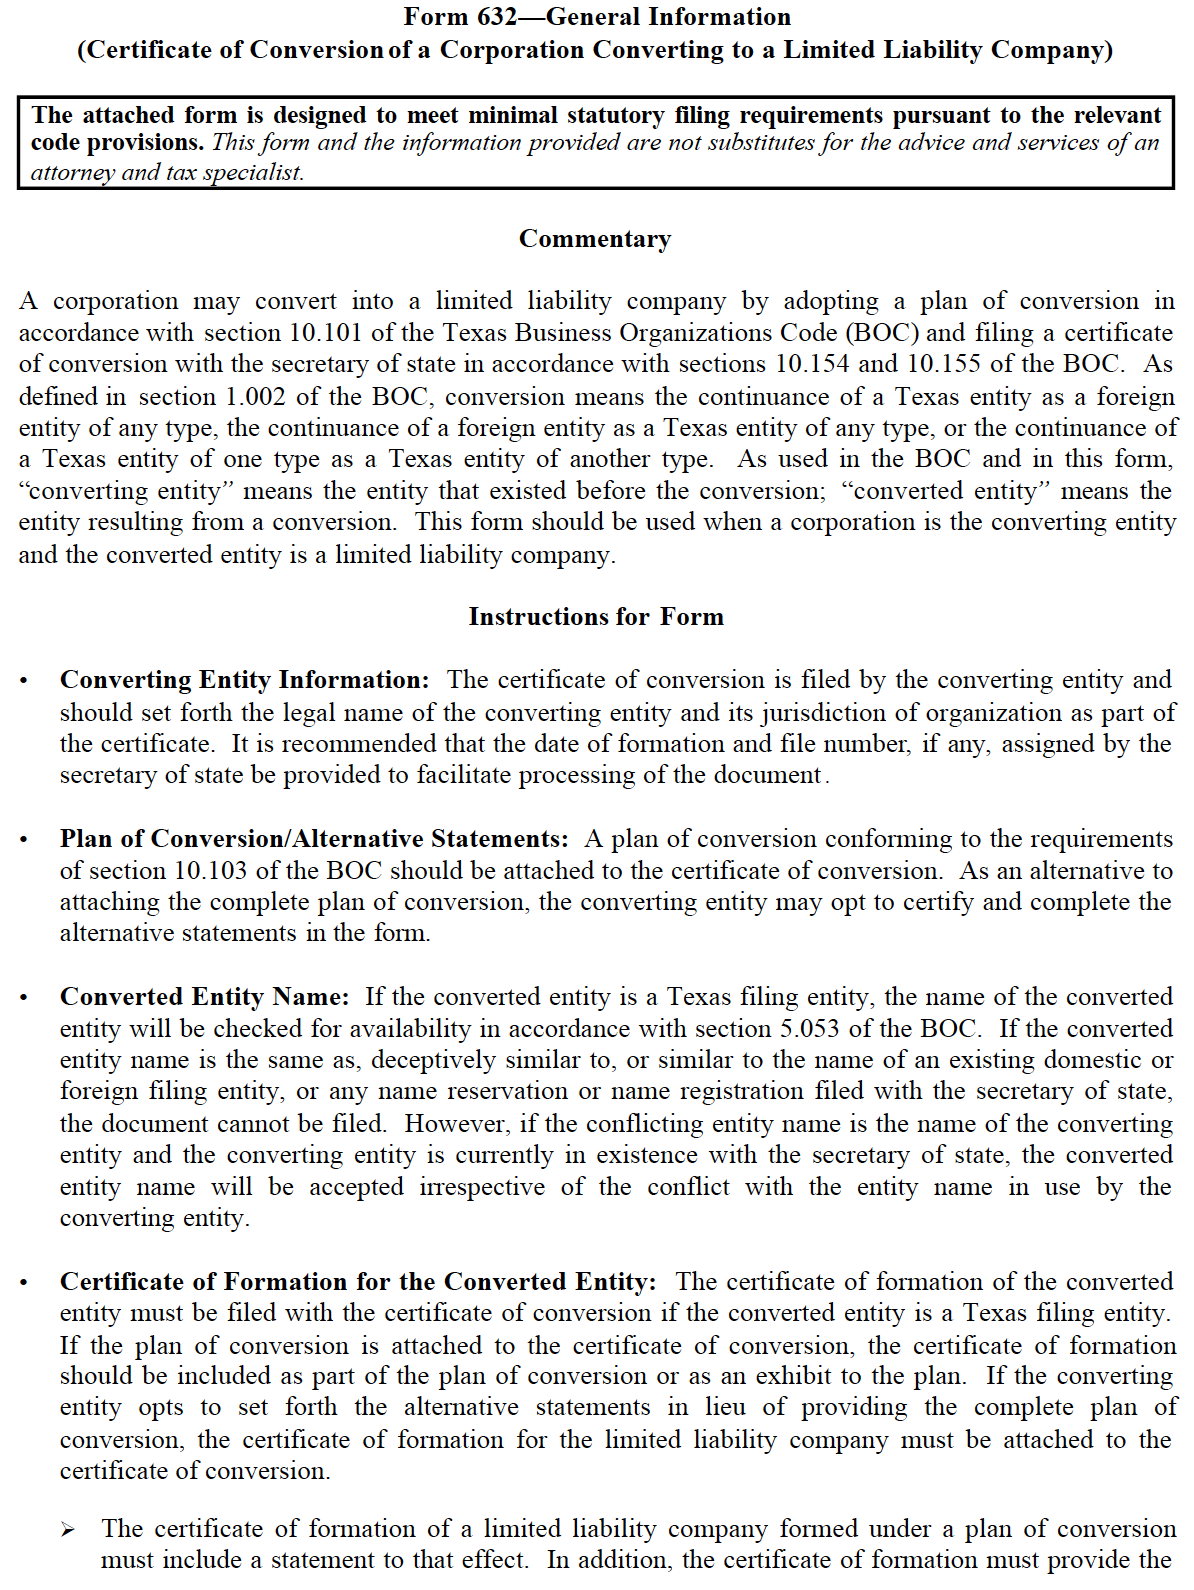 Form 632—General Information
(Certificate of Conversion of a Corporation Converting to a Limited Liability Company)
The attached form is designed to meet minimal statutory filing requirements pursuant to the relevant
code provisions. This form and the information provided are not substitutes for the advice and services of an
attorney and tax specialist.
Commentary
A corporation may convert into a limited liability company by adopting a plan of conversion in
accordance with section 10.101 of the Texas Business Organizations Code (BOC) and filing a certificate
of conversion with the secretary of state in accordance with sections 10.154 and 10.155 of the BOC. As
defined in section 1.002 of the BOC, conversion means the continuance of a Texas entity as a foreign
entity of any type, the continuance of a foreign entity as a Texas entity of any type, or the continuance of
a Texas entity of one type as a Texas entity of another type. As used in the BOC and in this form,
“converting entity” means the entity that existed before the conversion; “converted entity” means the
entity resulting from a conversion. This form should be used when a corporation is the converting entity
and the converted entity is a limited liability company.
Instructions for Form
• Converting Entity Information: The certificate of conversion is filed by the converting entity and
should set forth the legal name of the converting entity and its jurisdiction of organization as part of
the certificate. It is recommended that the date of formation and file number, if any, assigned by the
secretary of state be provided to facilitate processing of the document.
• Plan of Conversion/Alternative Statements: A plan of conversion conforming to the requirements
of section 10.103 of the BOC should be attached to the certificate of conversion. As an alternative to
attaching the complete plan of conversion, the converting entity may opt to certify and complete the
alternative statements in the form.
• Converted Entity Name: If the converted entity is a Texas filing entity, the name of the converted
entity will be checked for availability in accordance with section 5.053 of the BOC. If the converted
entity name is the same as, deceptively similar to, or similar to the name of an existing domestic or
foreign filing entity, or any name reservation or name registration filed with the secretary of state,
the document cannot be filed. However, if the conflicting entity name is the name of the converting
entity and the converting entity is currently in existence with the secretary of state, the converted
entity name will be accepted irrespective of the conflict with the entity name in use by the
converting entity.
• Certificate of Formation for the Converted Entity: The certificate of formation of the converted
entity must be filed with the certificate of conversion if the converted entity is a Texas filing entity.
If the plan of conversion is attached to the certificate of conversion, the certificate of formation
should be included as part of the plan of conversion or as an exhibit to the plan. If the converting
entity opts to set forth the alternative statements in lieu of providing the complete plan of
conversion, the certificate of formation for the limited liability company must be attached to the
certificate of conversion.
➢ The certificate of formation of a limited liability company formed under a plan of conversion
must include a statement to that effect. In addition, the certificate of formation must provide the